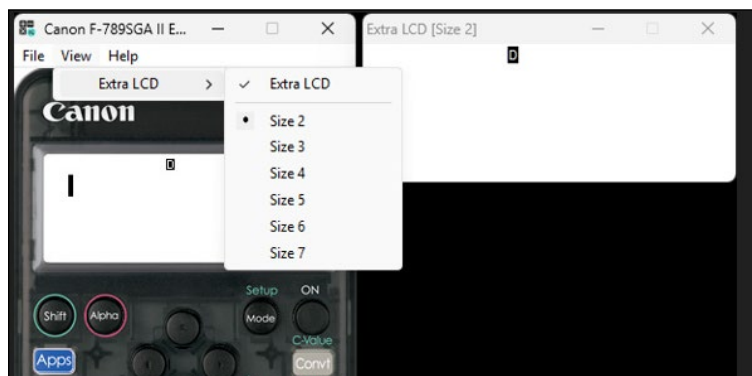 Canon F-789SGA II E...
File View Help
Extra LCD
Extra LCD
Size 2
Size 3
Size 4
Size 5
Size 6
Size 7
Canon
D
Shift
Alpha
Setup
Mode
ON
C-Value
Apps
Convt
Extra LCD [Size 2]
D